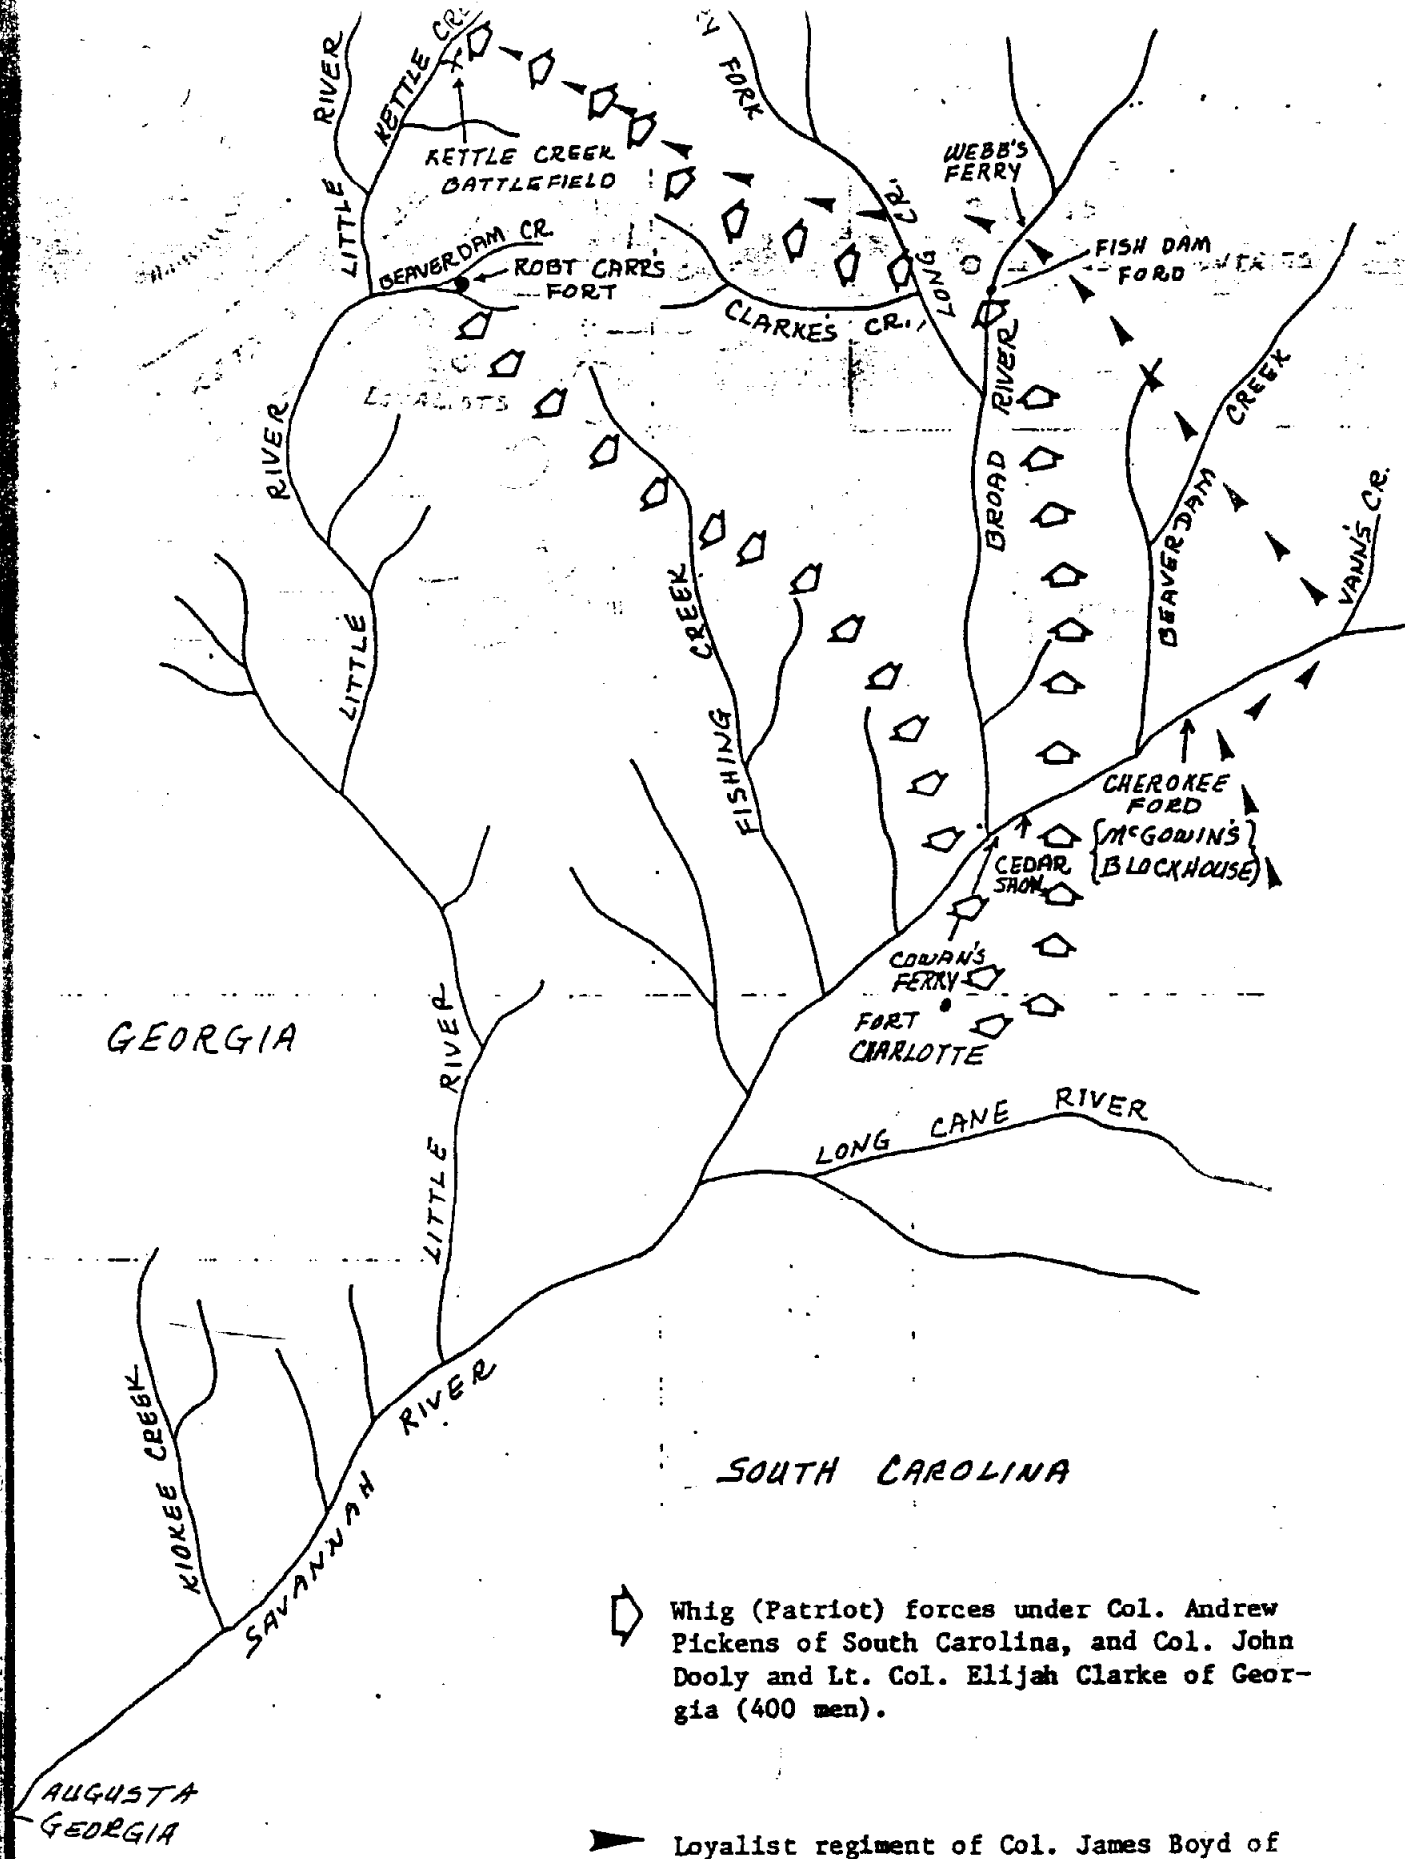 RIVER
LITTLE
KETTLE CRE
KETTLE CREEK
BATTLEFIELD
FORK
LONG CR.
WEBB'S
FERRY
FISH DAM
FORD
BEAVERDAM CR.
ROBT CARR'S
FORT
CLARKE'S CR.
LOYALISTS
RIVER
LITTLE
BROAD RIVER
BEAVERDAM CREEK
VANN'S CR.
FISHING CREEK
CHEROKEE
FORD
{McGOWIN'S}
{BLOCKHOUSE}
CEDAR
COWAN'S
FERRY
FORT
CHARLOTTE
GEORGIA
LITTLE RIVER
LONG CANE RIVER
KIOKEE CREEK
SAVANNAH RIVER
SOUTH CAROLINA
Whig (Patriot) forces under Col. Andrew
Pickens of South Carolina, and Col. John
Dooly and Lt. Col. Elijah Clarke of Geor-
gia (400 men).
AUGUSTA
GEORGIA
Loyalist regiment of Col. James Boyd of